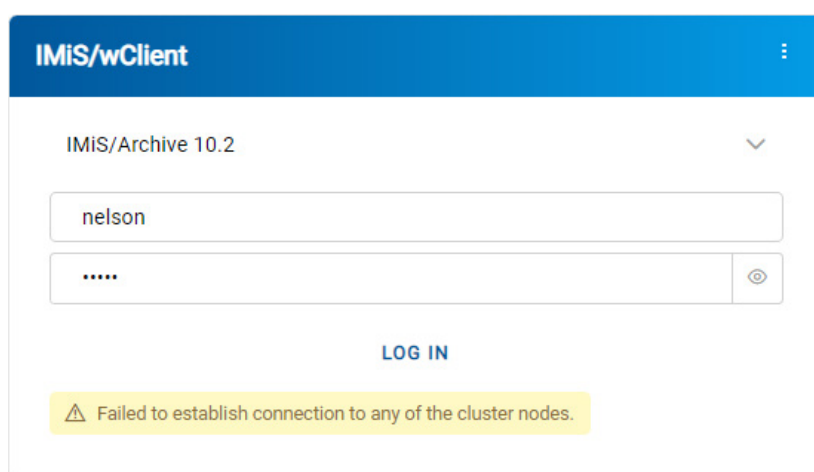 IMiS/wClient
IMiS/Archive 10.2
nelson
•••••
LOG IN
Failed to establish connection to any of the cluster nodes.